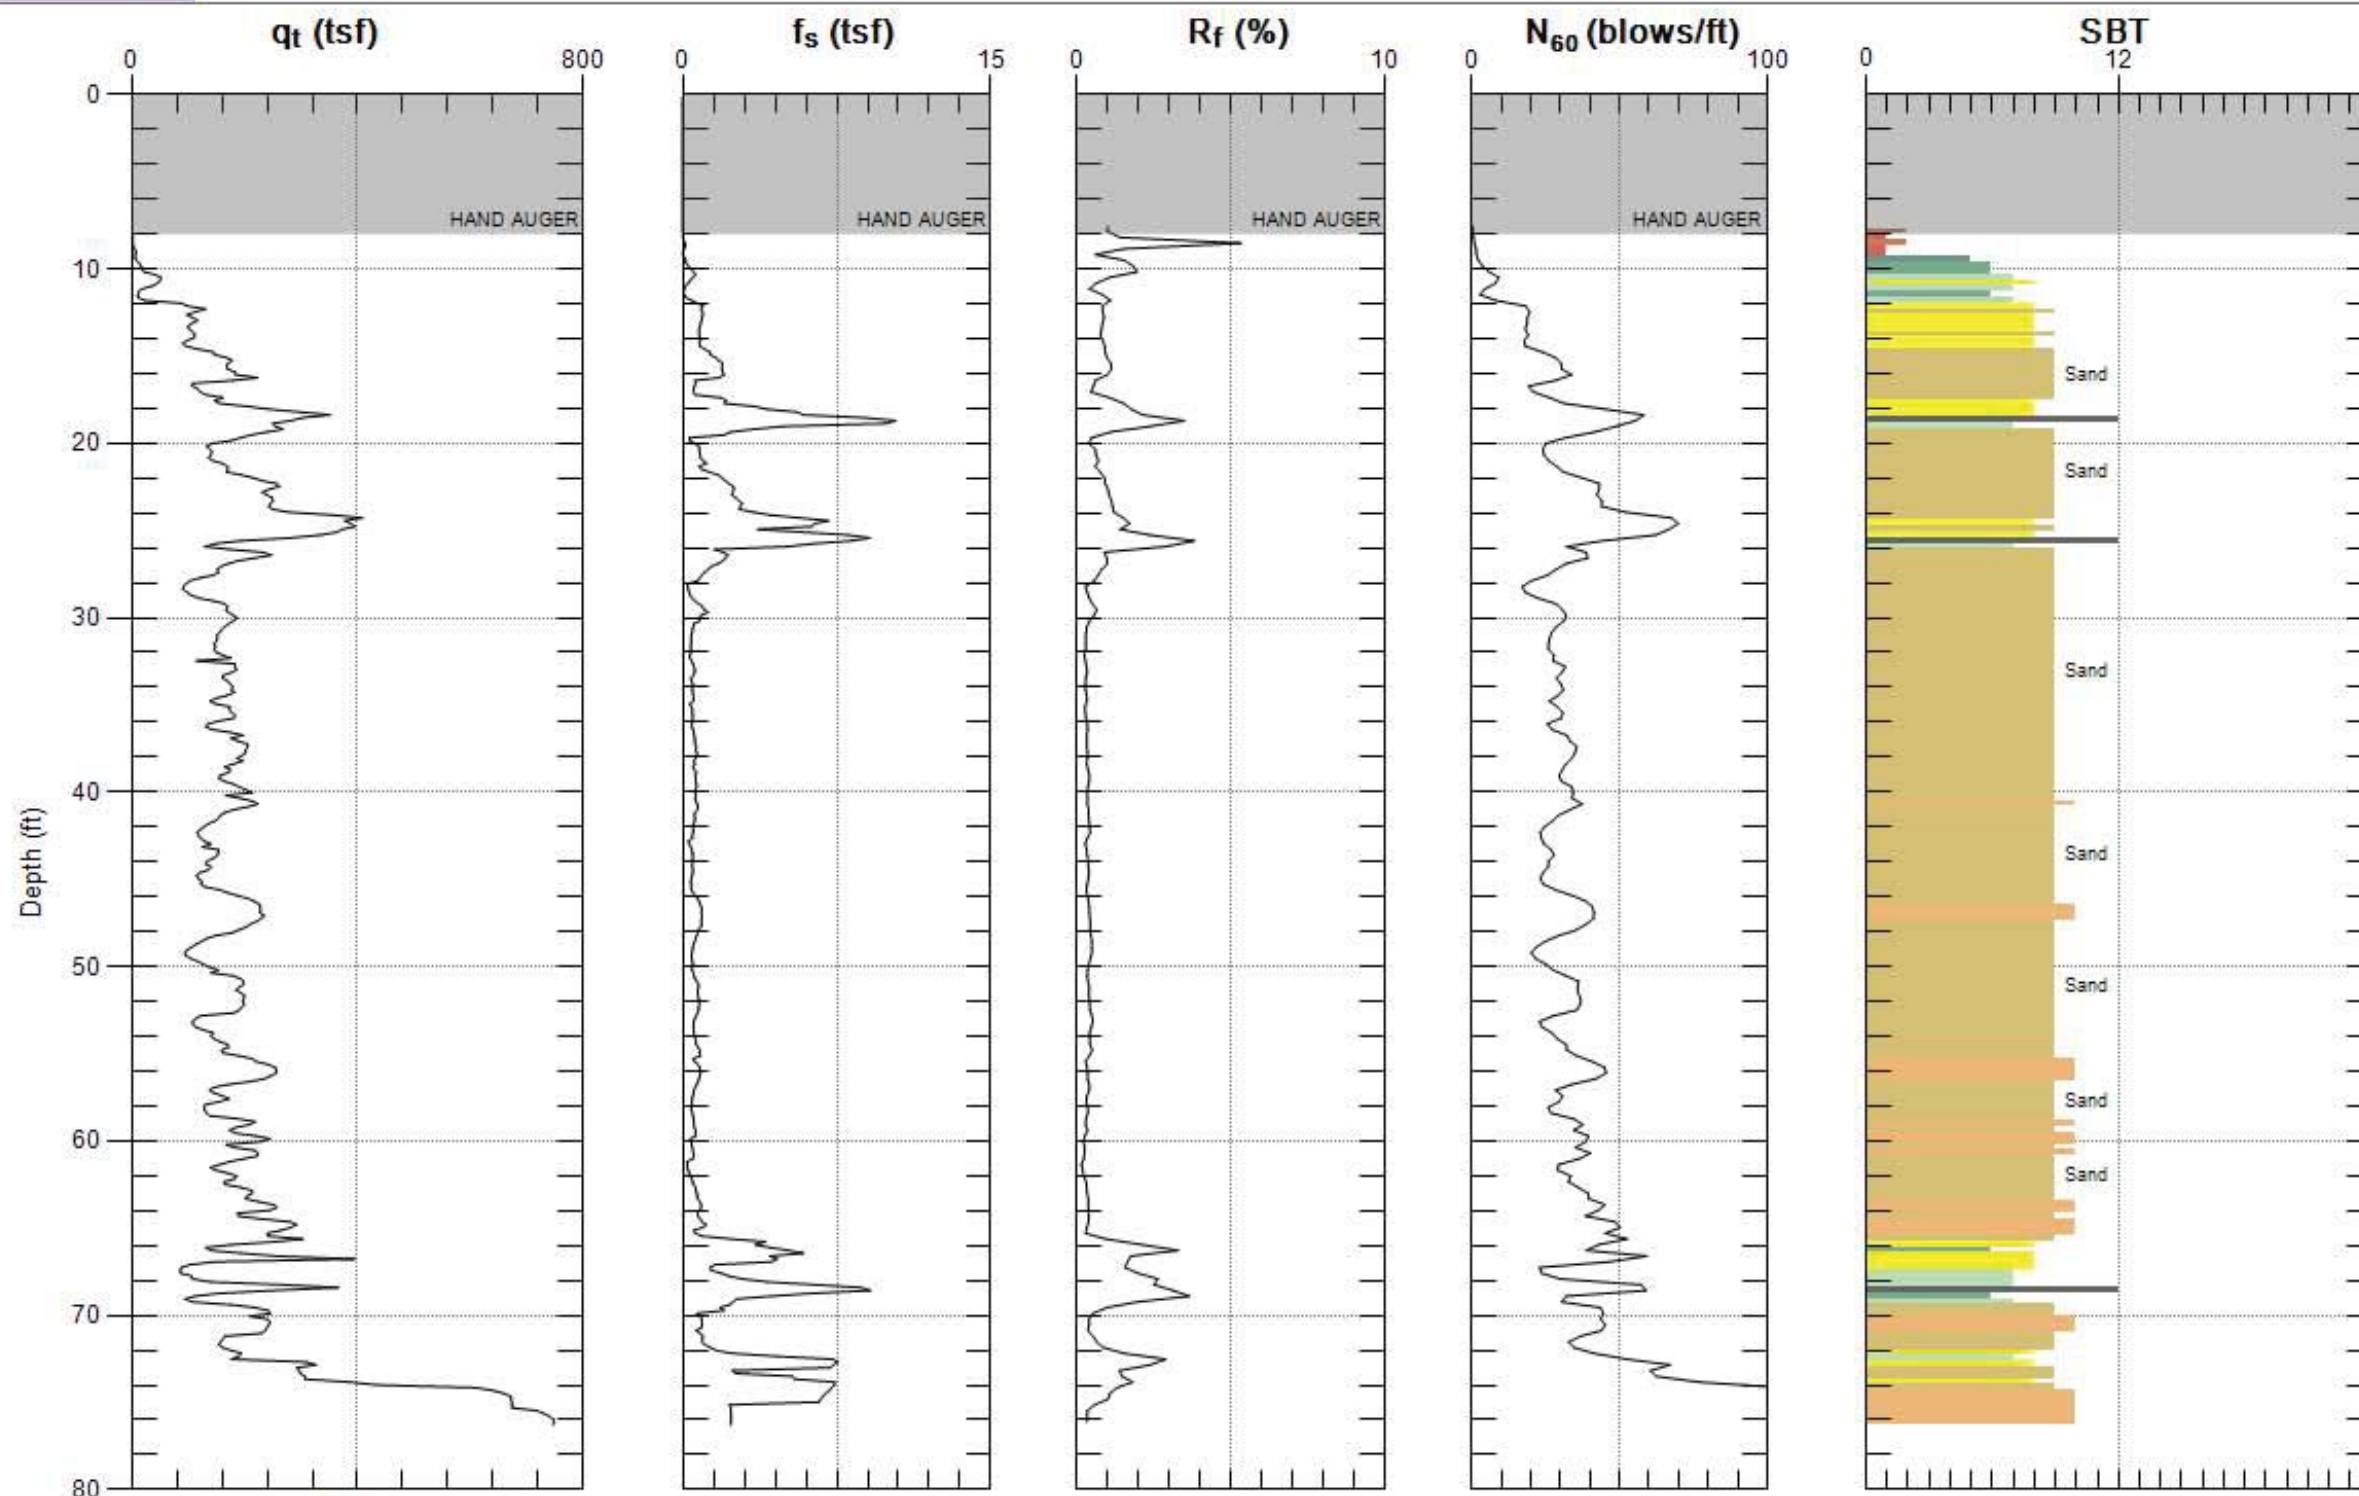 qt (tsf) fs (tsf) Rf (%) N60 (blows/ft) SBT
0 800 0 15 0 10 0 100 0 12
0
HAND AUGER HAND AUGER HAND AUGER HAND AUGER
10
Sand
20
Sand
30
Sand
40
Depth (ft)
Sand
50
Sand
Sand
60
Sand
70
80